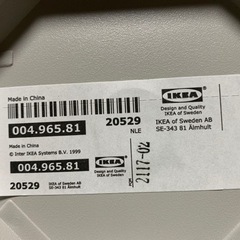 Made in China
004.965.81
20529
NLE
IKEA
Design and Quality
IKEA of Sweden
IKEA of Sweden AB
SE-343 81 Älmhult
Made in China
© Inter IKEA Systems B.V. 1999
004.965.81
20529
IKEA
Design and Quality
IKEA of Sweden
IKEA of Sweden AB
SE-343 81 Älmhult
2117-02